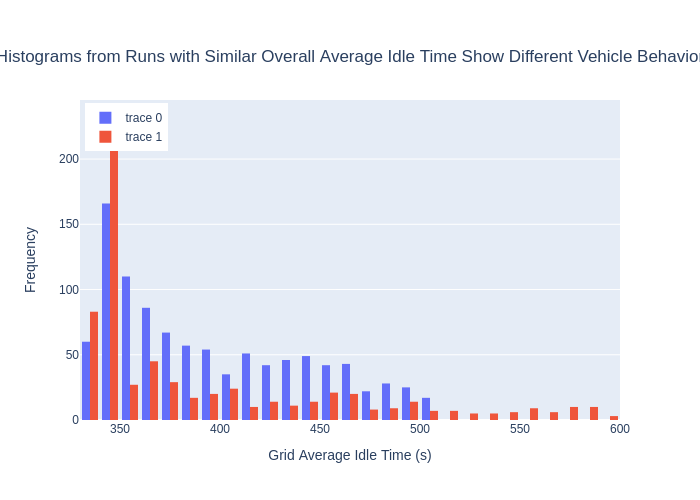 Histograms from Runs with Similar Overall Average Idle Time Show Different Vehicle Behavior
trace 0
trace 1
200
150
100
50
0
Frequency
350 400 450 500 550 600
Grid Average Idle Time (s)